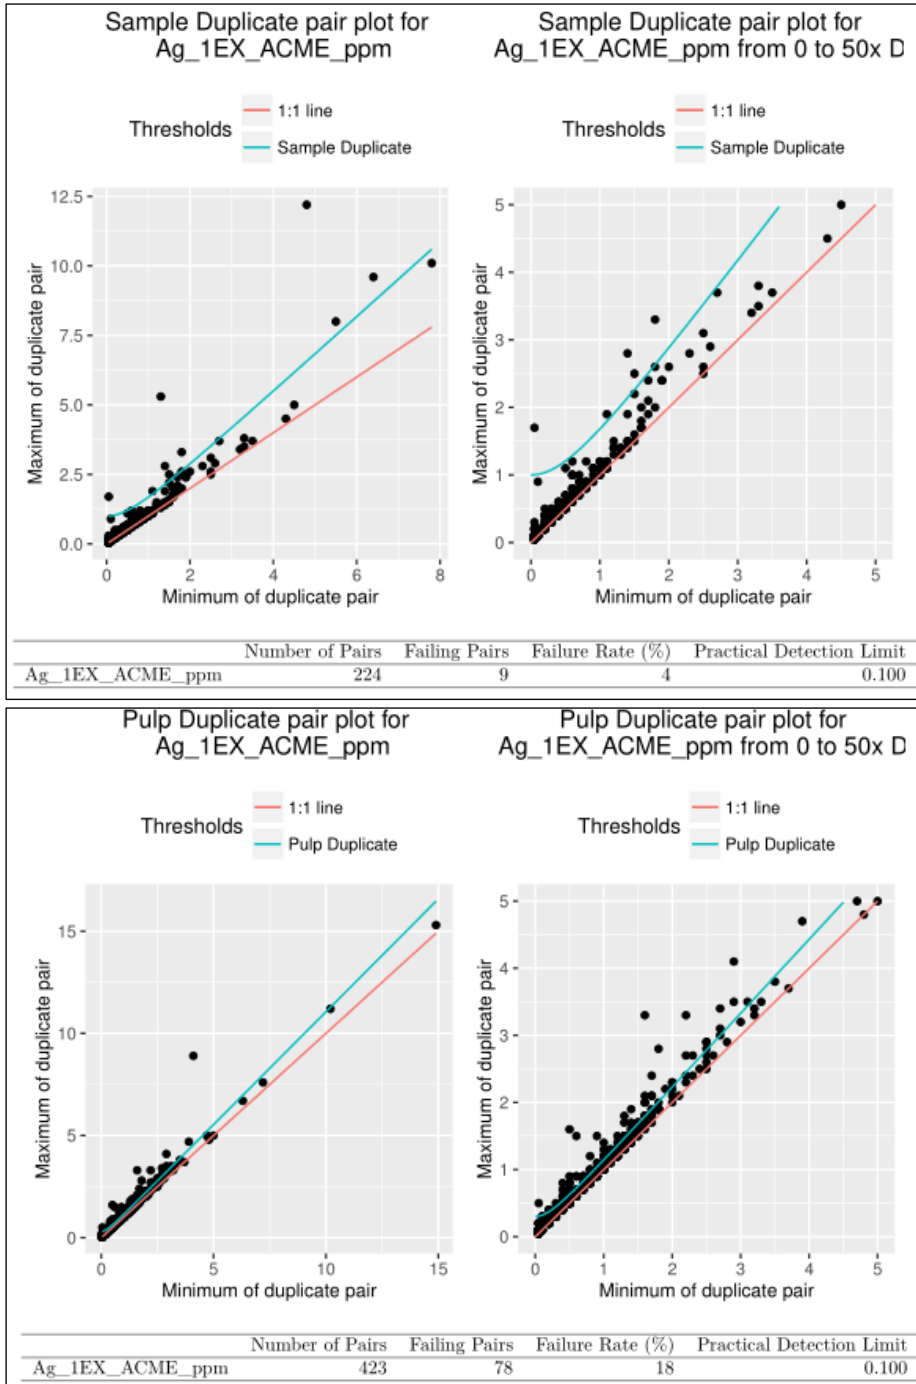 Sample Duplicate pair plot for
Ag_1EX_ACME_ppm
Thresholds
1:1 line
Sample Duplicate
12.5
10.0
7.5
5.0
2.5
0.0
Maximum of duplicate pair
0 2 4 6 8
Minimum of duplicate pair
Sample Duplicate pair plot for
Ag_1EX_ACME_ppm from 0 to 50x D
Thresholds
1:1 line
Sample Duplicate
5
4
3
2
1
0
Maximum of duplicate pair
0 1 2 3 4 5
Minimum of duplicate pair
Number of Pairs Failing Pairs Failure Rate (%) Practical Detection Limit
Ag_1EX_ACME_ppm 224 9 4 0.100
Pulp Duplicate pair plot for
Ag_1EX_ACME_ppm
Thresholds
1:1 line
Pulp Duplicate
15
10
5
0
Maximum of duplicate pair
0 5 10 15
Minimum of duplicate pair
Pulp Duplicate pair plot for
Ag_1EX_ACME_ppm from 0 to 50x D
Thresholds
1:1 line
Pulp Duplicate
5
4
3
2
1
0
Maximum of duplicate pair
0 1 2 3 4 5
Minimum of duplicate pair
Number of Pairs Failing Pairs Failure Rate (%) Practical Detection Limit
Ag_1EX_ACME_ppm 423 78 18 0.100